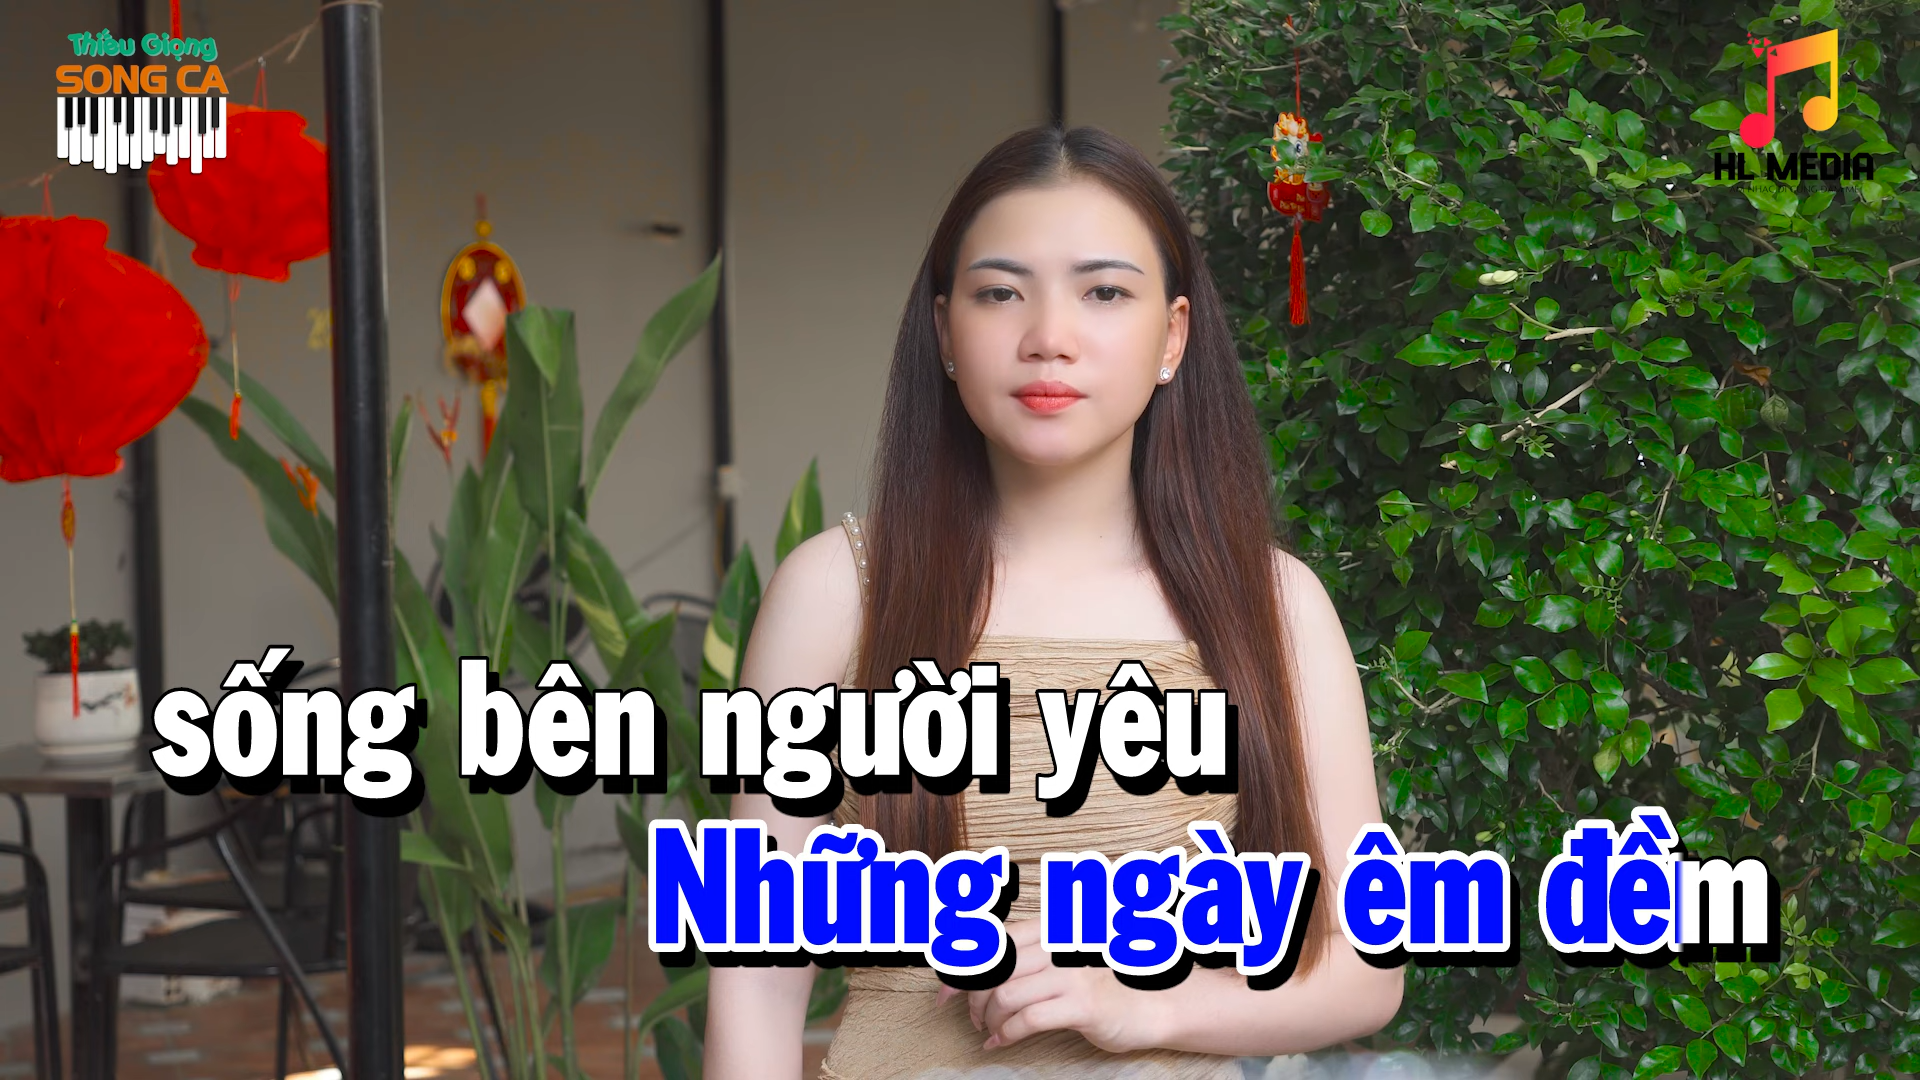 Thiếu Giọng
SONG CA
HL MEDIA
sống bên người yêu
Những ngày êm đềm